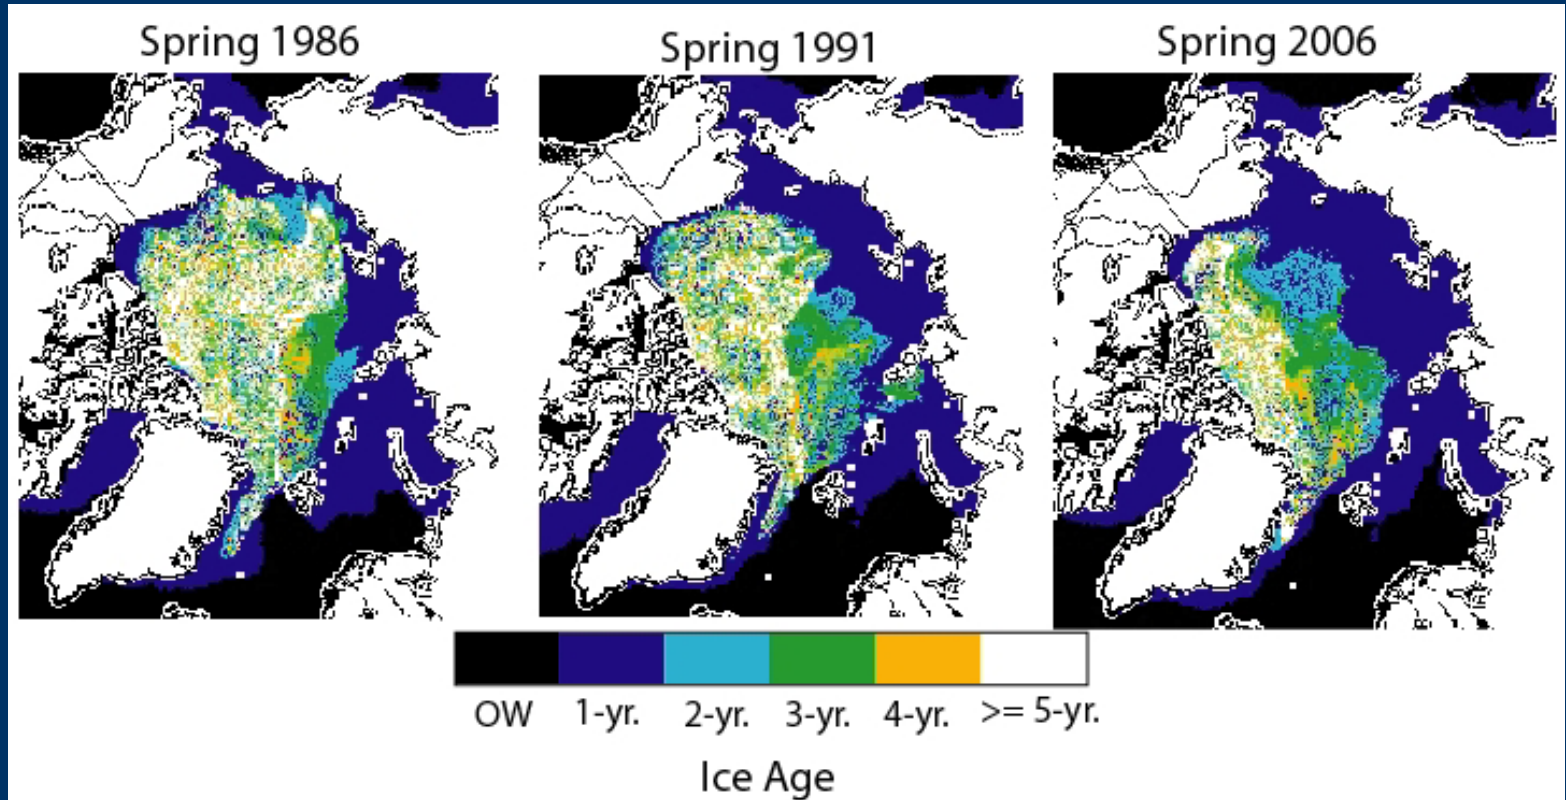 Spring 1986
Spring 1991
Spring 2006
OW 1-yr. 2-yr. 3-yr. 4-yr. >= 5-yr.
Ice Age